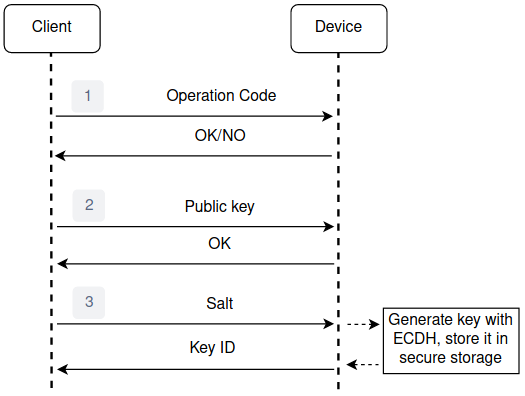 Client
Device
1
Operation Code
OK/NO
2
Public key
OK
3
Salt
Generate key with
ECDH, store it in
secure storage
Key ID